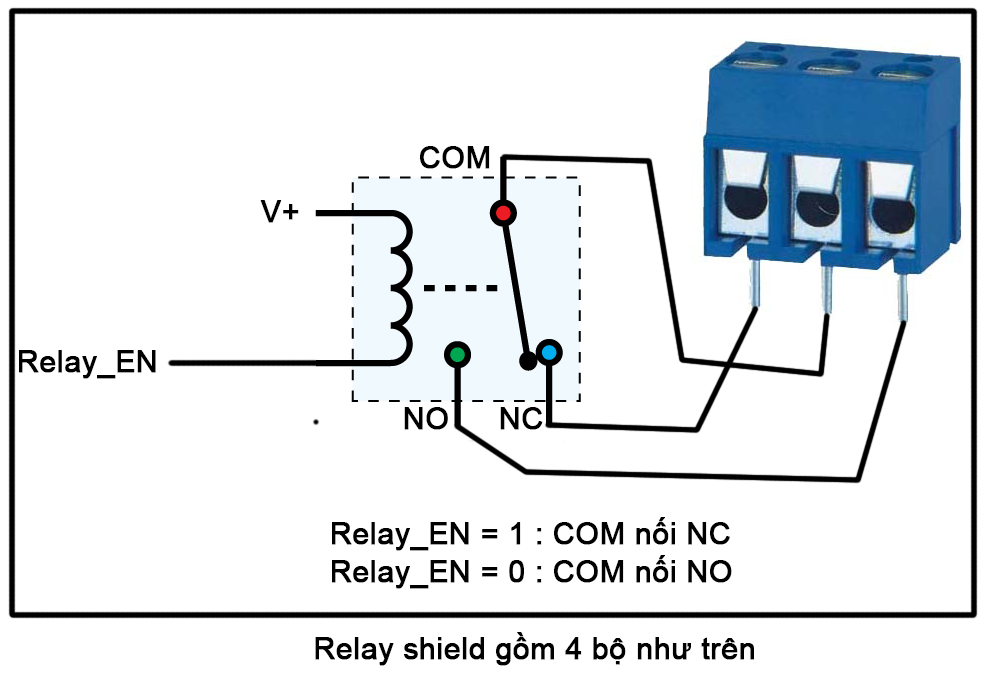 COM
V+
Relay_EN
NO
NC
Relay_EN = 1 : COM nối NC
Relay_EN = 0 : COM nối NO
Relay shield gồm 4 bộ như trên